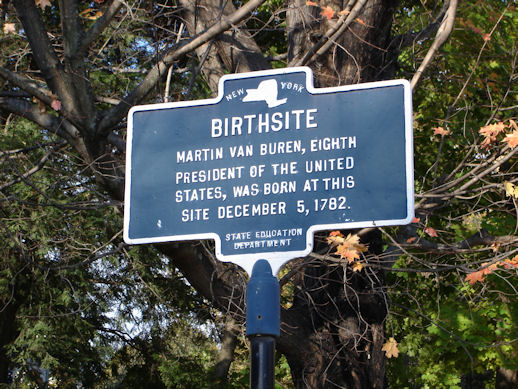 NEW YORK
BIRTHSITE
MARTIN VAN BUREN, EIGHTH
PRESIDENT OF THE UNITED
STATES, WAS BORN AT THIS
SITE DECEMBER 5, 1782.
STATE EDUCATION
DEPARTMENT